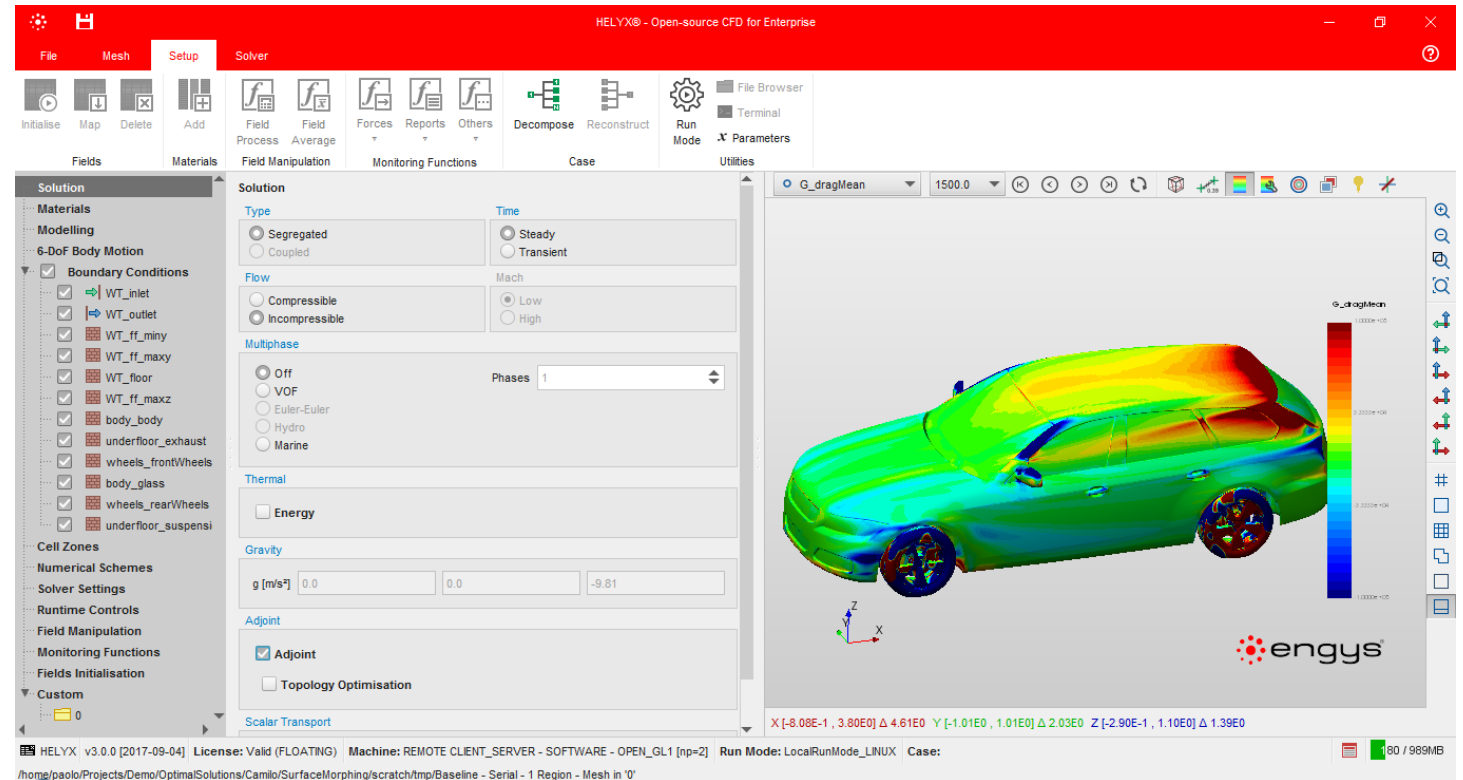 HELYX® - Open-source CFD for Enterprise
File Mesh Setup Solver
Initialise Map Delete Add Field Process Field Average Forces Reports Others Decompose Reconstruct Run Mode File Browser
Terminal
x Parameters
Fields Materials Field Manipulation Monitoring Functions Case Utilities
Solution
Materials
Modelling
6-DoF Body Motion
Boundary Conditions
WT_inlet
WT_outlet
WT_ff_miny
WT_ff_maxy
WT_floor
WT_ff_maxz
body_body
underfloor_exhaust
wheels_frontWheels
body_glass
wheels_rearWheels
underfloor_suspensi
Cell Zones
Numerical Schemes
Solver Settings
Runtime Controls
Field Manipulation
Monitoring Functions
Fields Initialisation
Custom
0
Solution
Type Time
Segregated Steady
Coupled Transient
Flow Mach
Compressible Low
Incompressible High
Multiphase
Off Phases 1
VOF
Euler-Euler
Hydro
Marine
Thermal
Energy
Gravity
g [m/s²] 0.0 0.0 -9.81
Adjoint
Adjoint
Topology Optimisation
Scalar Transport
G_dragMean 1500.0
G_dragMean
Z
Y X
engys
X [-8.08E-1 , 3.80E0] Δ 4.61E0 Y [-1.01E0 , 1.01E0] Δ 2.03E0 Z [-2.90E-1 , 1.10E0] Δ 1.39E0
HELYX v3.0.0 [2017-09-04] License: Valid (FLOATING) Machine: REMOTE CLIENT_SERVER - SOFTWARE - OPEN_GL1 [np=2] Run Mode: LocalRunMode_LINUX Case: 180 / 989MB
/home/paolo/Projects/Demo/OptimalSolutions/Camilo/SurfaceMorphing/scratch/tmp/Baseline - Serial - 1 Region - Mesh in '0'